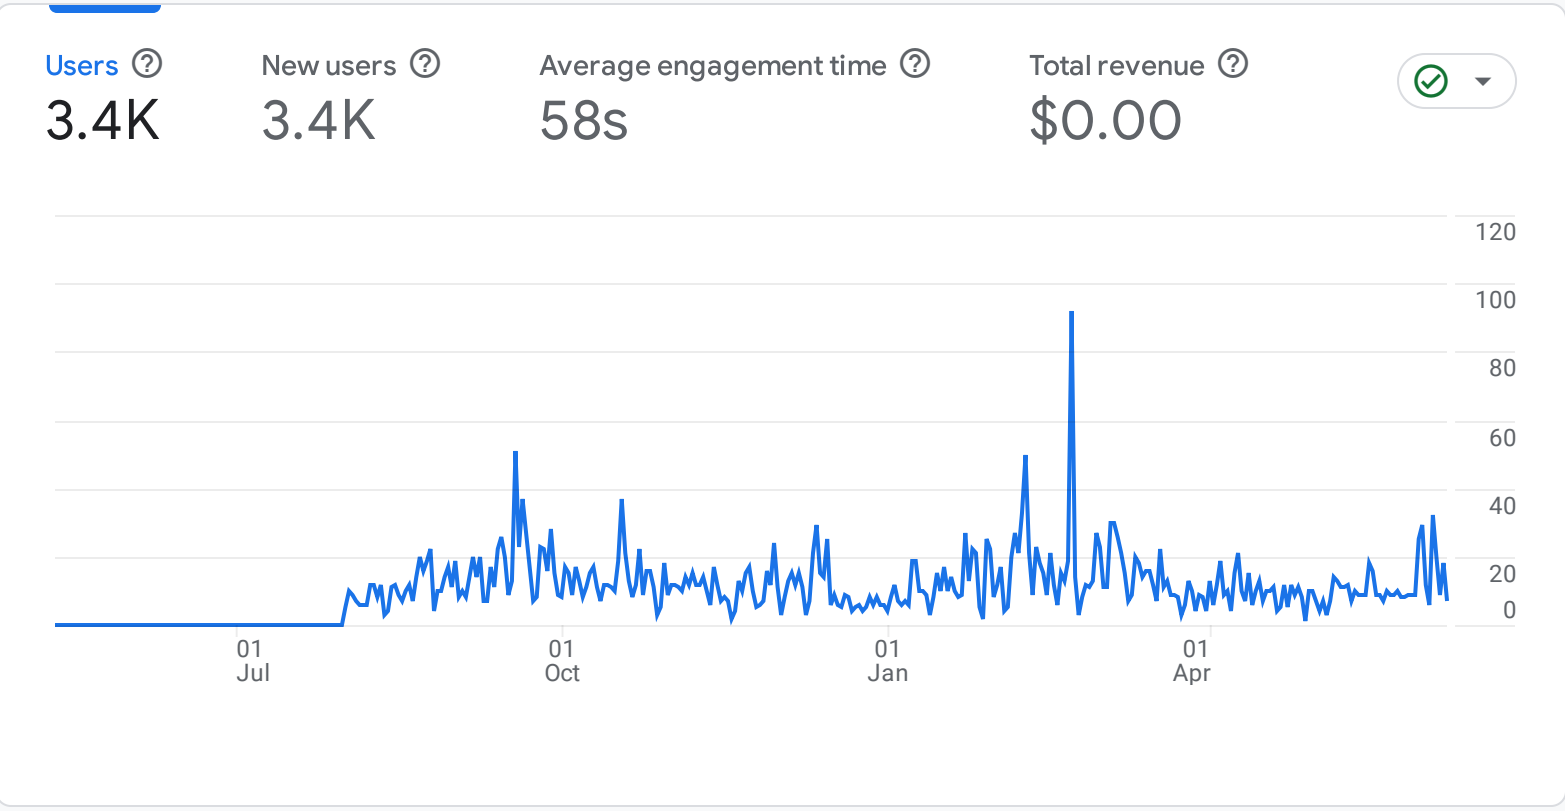 Users
New users
Average engagement time
Total revenue
3.4K
3.4K
58s
$0.00
120
100
80
60
40
20
0
01
Jul
01
Oct
01
Jan
01
Apr